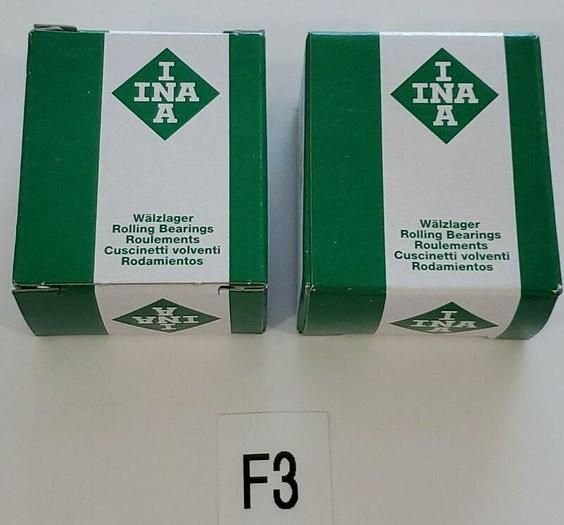 I
INA
A
Wälzlager
Rolling Bearings
Roulements
Cuscinetti volventi
Rodamientos
INA
I
INA
A
Wälzlager
Rolling Bearings
Roulements
Cuscinetti volventi
Rodamientos
I
INA
A
F3